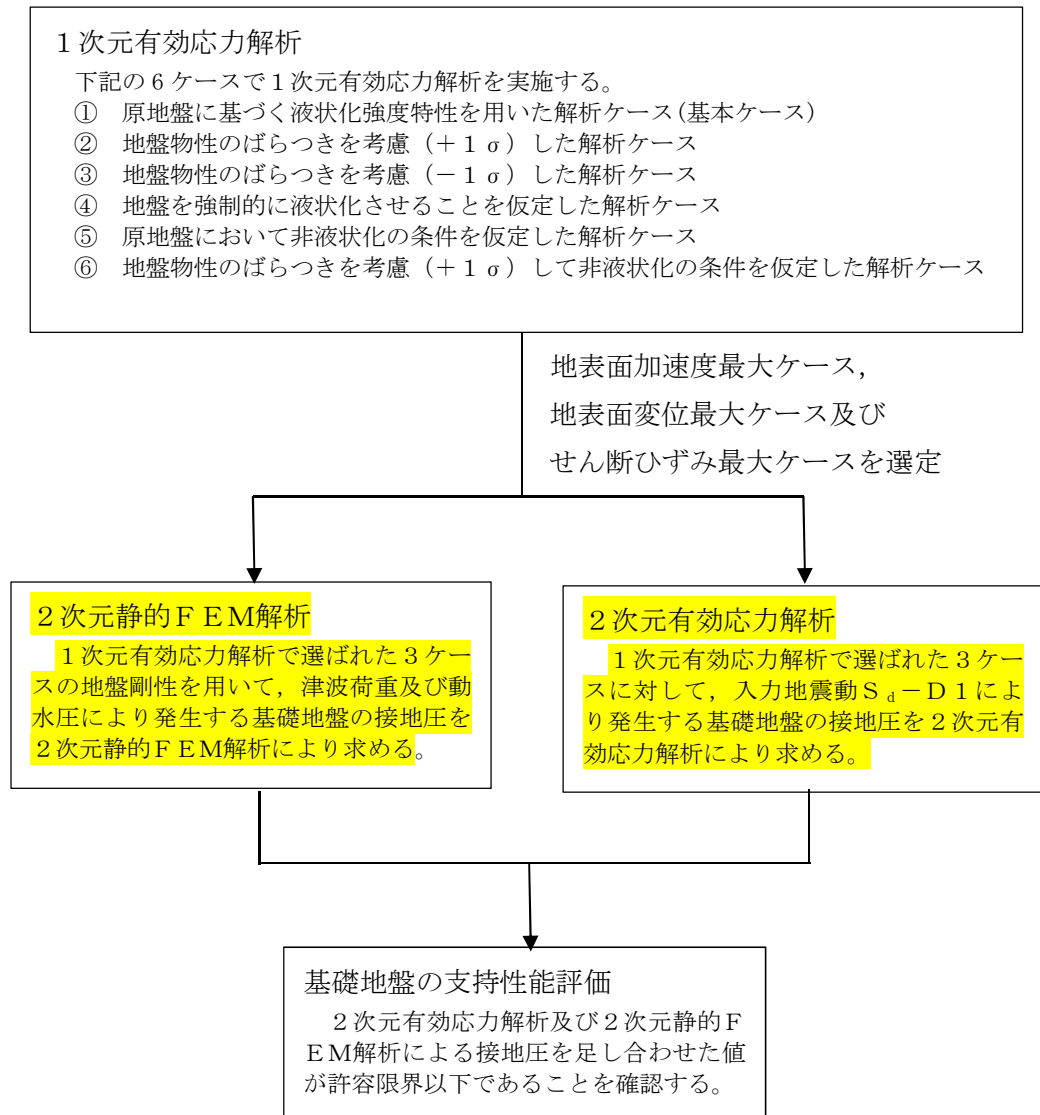 １次元有効応力解析
下記の６ケースで１次元有効応力解析を実施する。
① 原地盤に基づく液状化強度特性を用いた解析ケース(基本ケース)
② 地盤物性のばらつきを考慮（＋１σ）した解析ケース
③ 地盤物性のばらつきを考慮（－１σ）した解析ケース
④ 地盤を強制的に液状化させることを仮定した解析ケース
⑤ 原地盤において非液状化の条件を仮定した解析ケース
⑥ 地盤物性のばらつきを考慮（＋１σ）して非液状化の条件を仮定した解析ケース
地表面加速度最大ケース，
地表面変位最大ケース及び
せん断ひずみ最大ケースを選定
２次元静的ＦＥＭ解析
１次元有効応力解析で選ばれた３ケー
スの地盤剛性を用いて，津波荷重及び動
水圧により発生する基礎地盤の接地圧を
２次元静的ＦＥＭ解析により求める。
２次元有効応力解析
１次元有効応力解析で選ばれた３ケー
スに対して，入力地震動Ｓｄ－Ｄ１によ
り発生する基礎地盤の接地圧を２次元有
効応力解析により求める。
基礎地盤の支持性能評価
２次元有効応力解析及び２次元静的Ｆ
ＥＭ解析による接地圧を足し合わせた値
が許容限界以下であることを確認する。